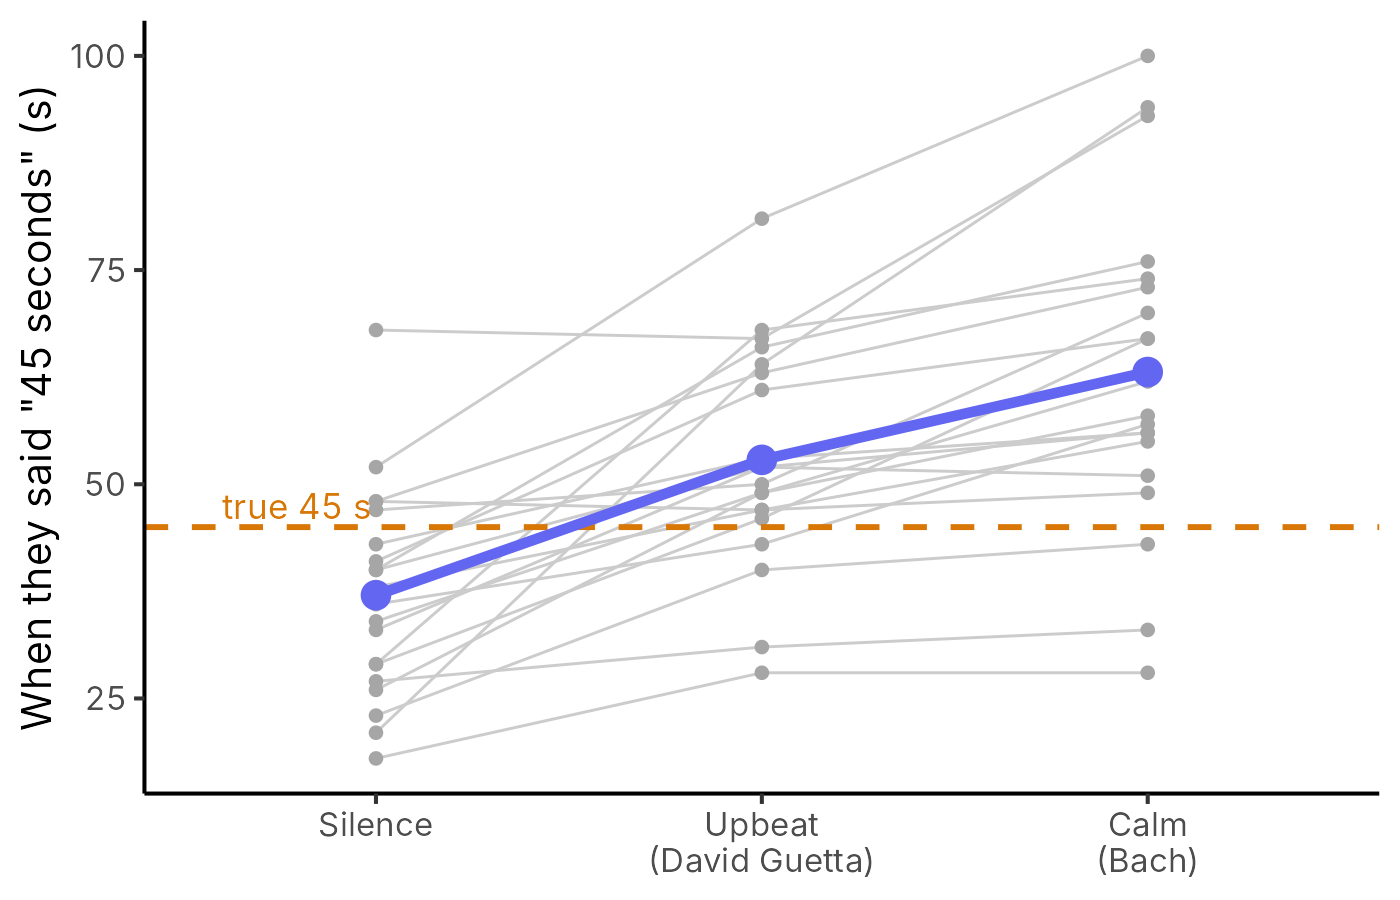 When they said "45 seconds" (s)
100
75
50
25
true 45 s
Silence
Upbeat
(David Guetta)
Calm
(Bach)